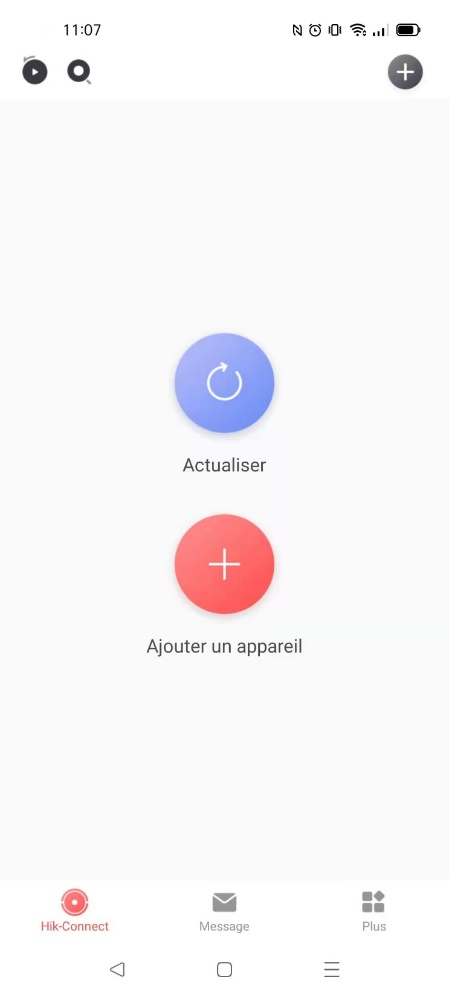 11:07
Actualiser
Ajouter un appareil
Hik-Connect
Message
Plus